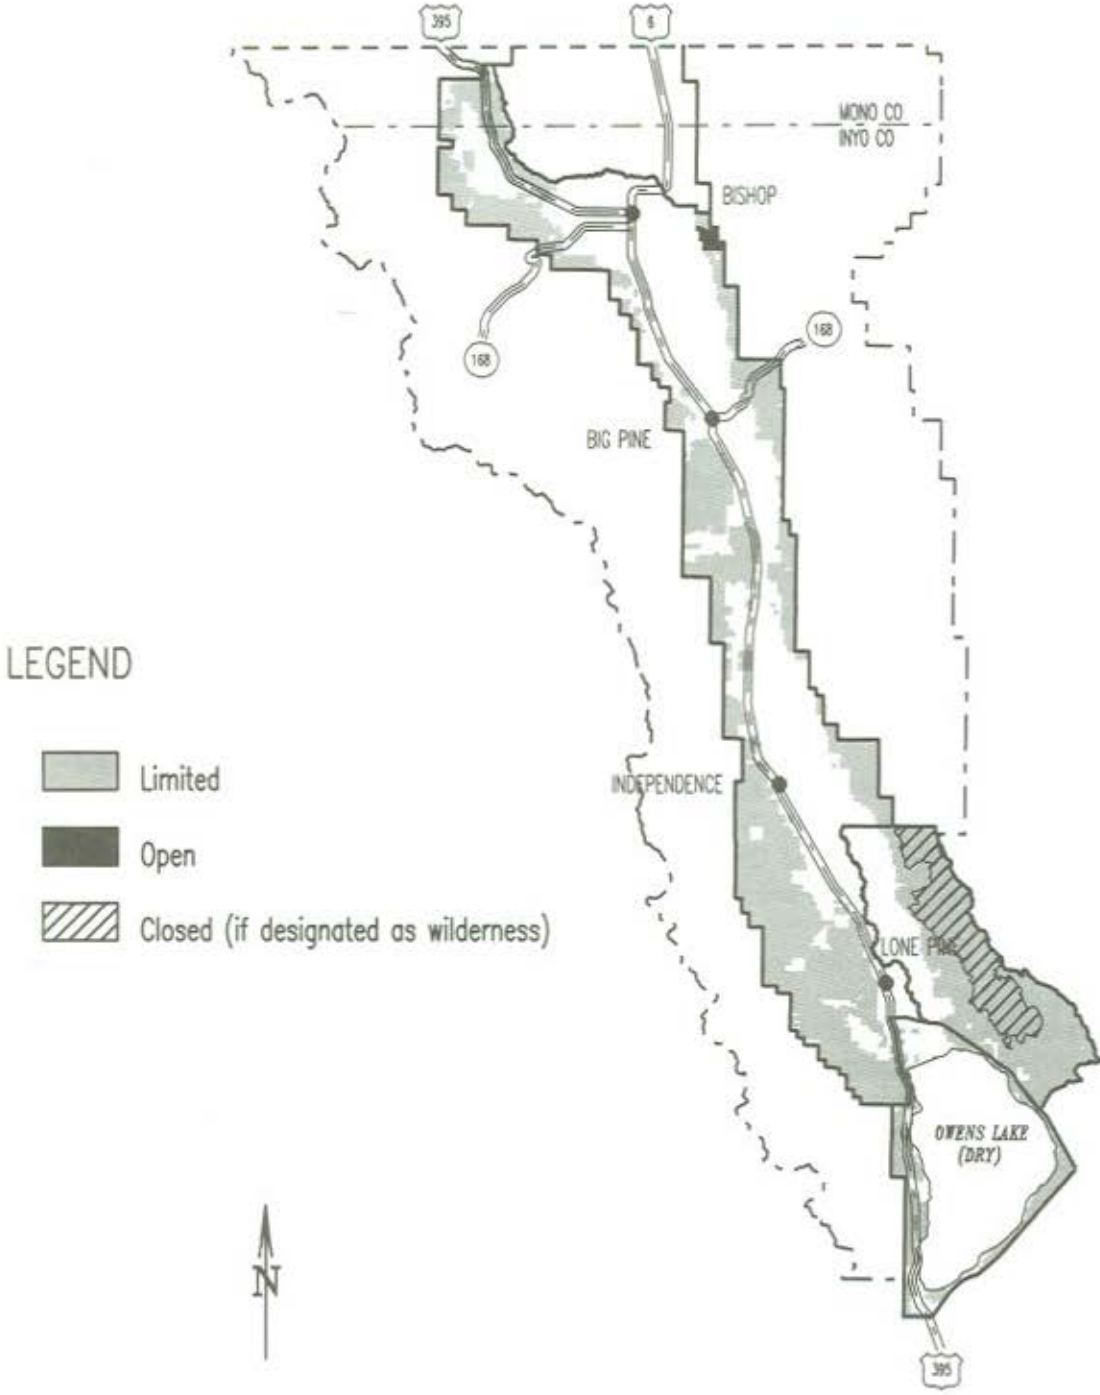 395
6
MONO CO
INYO CO
BISHOP
168
168
BIG PINE
LEGEND
Limited
Open
Closed (if designated as wilderness)
INDEPENDENCE
LONE
OWENS LAKE
(DRY)
N
395